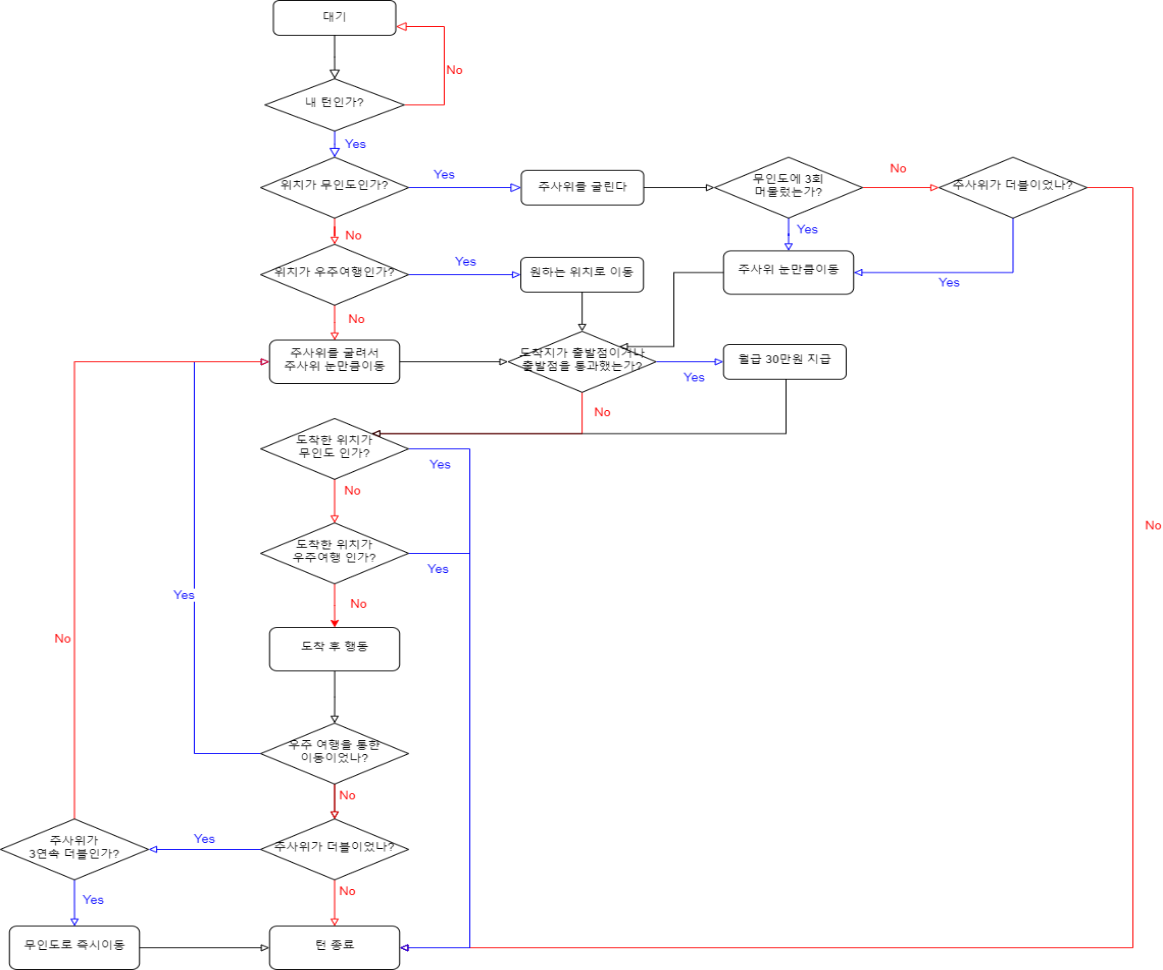 대기
No
내 턴인가?
Yes
위치가 무인도인가?
Yes
주사위를 굴린다
무인도에 3회
머물렀는가?
No
주사위가 더블이었나?
No
Yes
위치가 우주여행인가?
Yes
원하는 위치로 이동
주사위 눈만큼이동
Yes
No
주사위를 굴려서
주사위 눈만큼이동
도착지가 출발점이거나
출발점을 통과했는가?
Yes
월급 30만원 지급
No
도착한 위치가
무인도 인가?
Yes
No
No
도착한 위치가
우주여행 인가?
Yes
Yes
No
No
도착 후 행동
우주 여행을 통한
이동이었나?
No
주사위가
3연속 더블인가?
Yes
주사위가 더블이었나?
Yes
No
무인도로 즉시이동
턴 종료